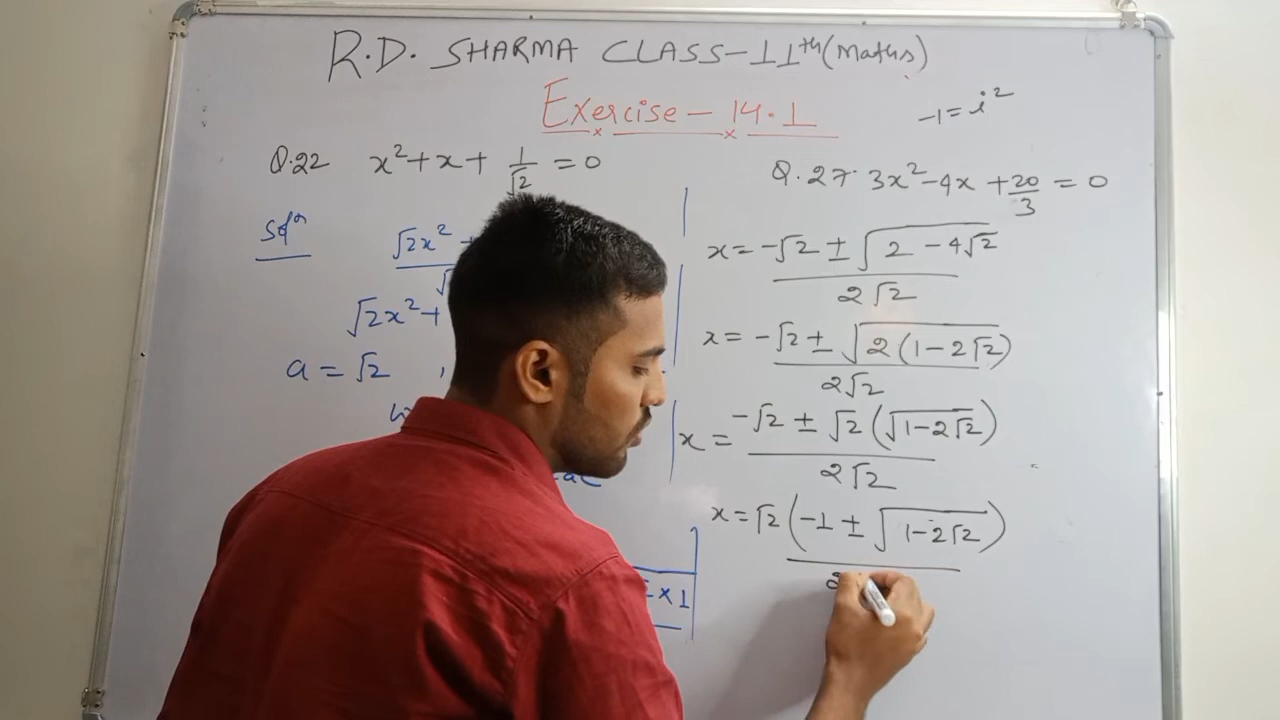 R.D. SHARMA CLASS-11th (Maths)
Exercise - 14.1
-1 = i²
Q.22 x² + x + 1/√2 = 0
Soln
√2x²
√2x² +
a = √2 ,
×1
Q.27. 3x² - 4x + 20/3 = 0
x = -√2 ± √(2 - 4√2) / 2√2
x = -√2 ± √(2(1 - 2√2)) / 2√2
x = -√2 ± √2(√(1 - 2√2)) / 2√2
x = √2(-1 ± √(1 - 2√2)) / 2